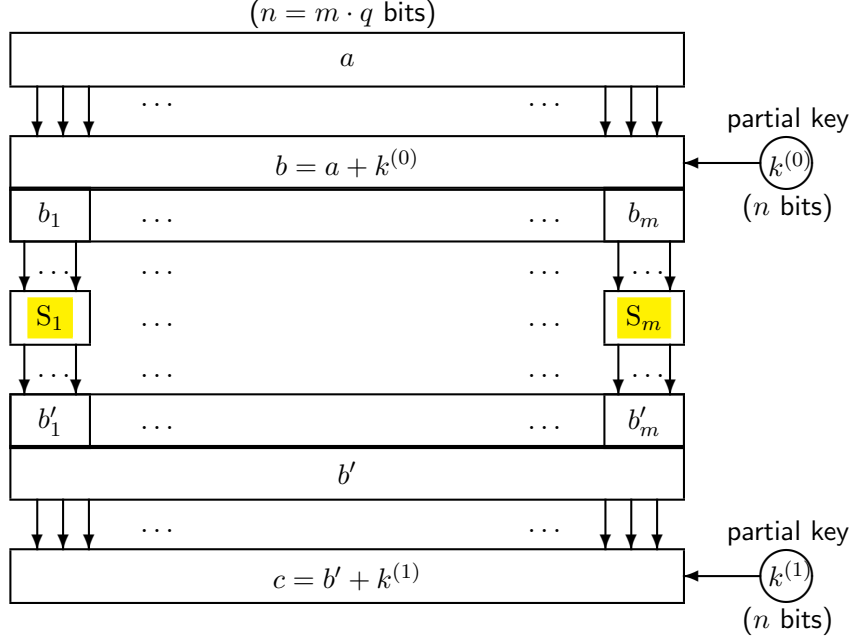 (n = m · q bits)
a
... ...
partial key
b = a + k^(0)
k^(0)
(n bits)
b_1 ... ... b_m
... ... ... ...
S_1 ... ... S_m
... ... ... ...
b'_1 ... ... b'_m
b'
... ...
partial key
c = b' + k^(1)
k^(1)
(n bits)